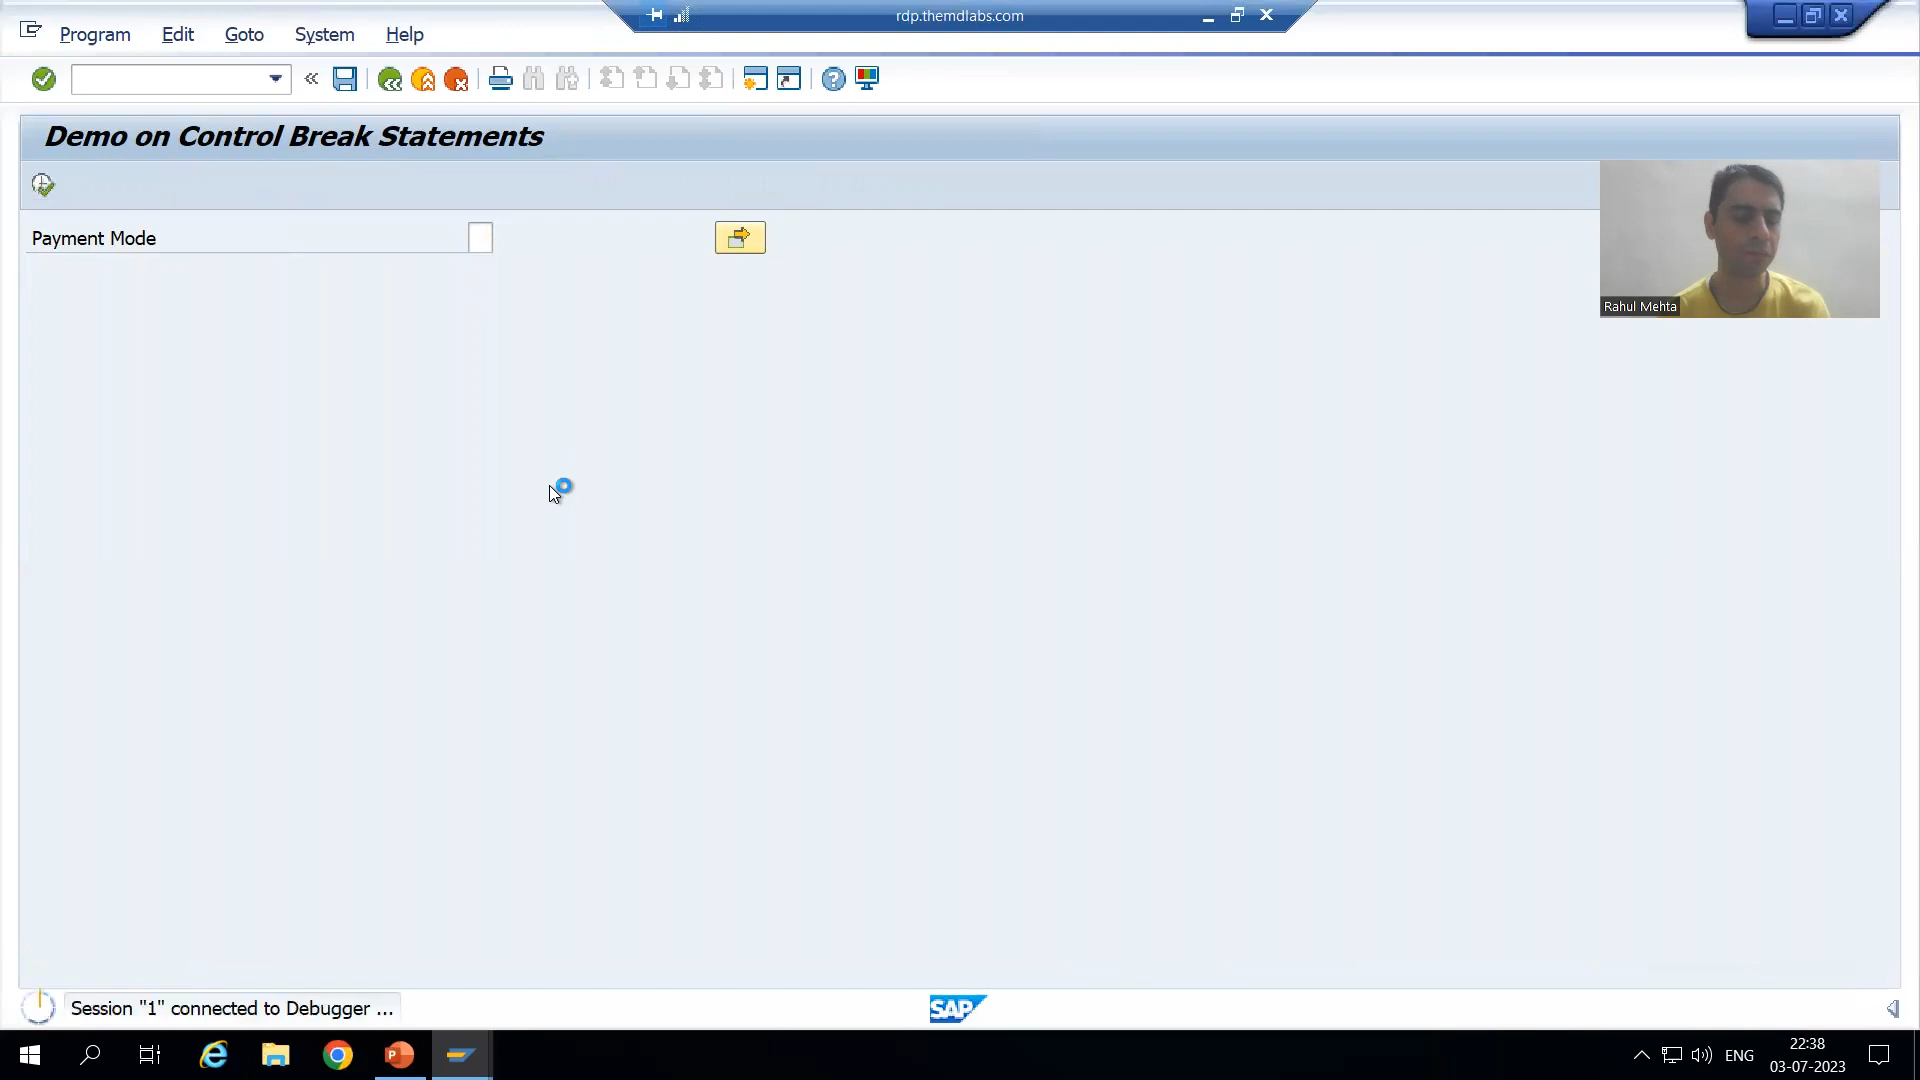 rdp.themdlabs.com
Program Edit Goto System Help
Demo on Control Break Statements
Payment Mode
Rahul Mehta
Session "1" connected to Debugger ...
SAP
ENG
22:38
03-07-2023